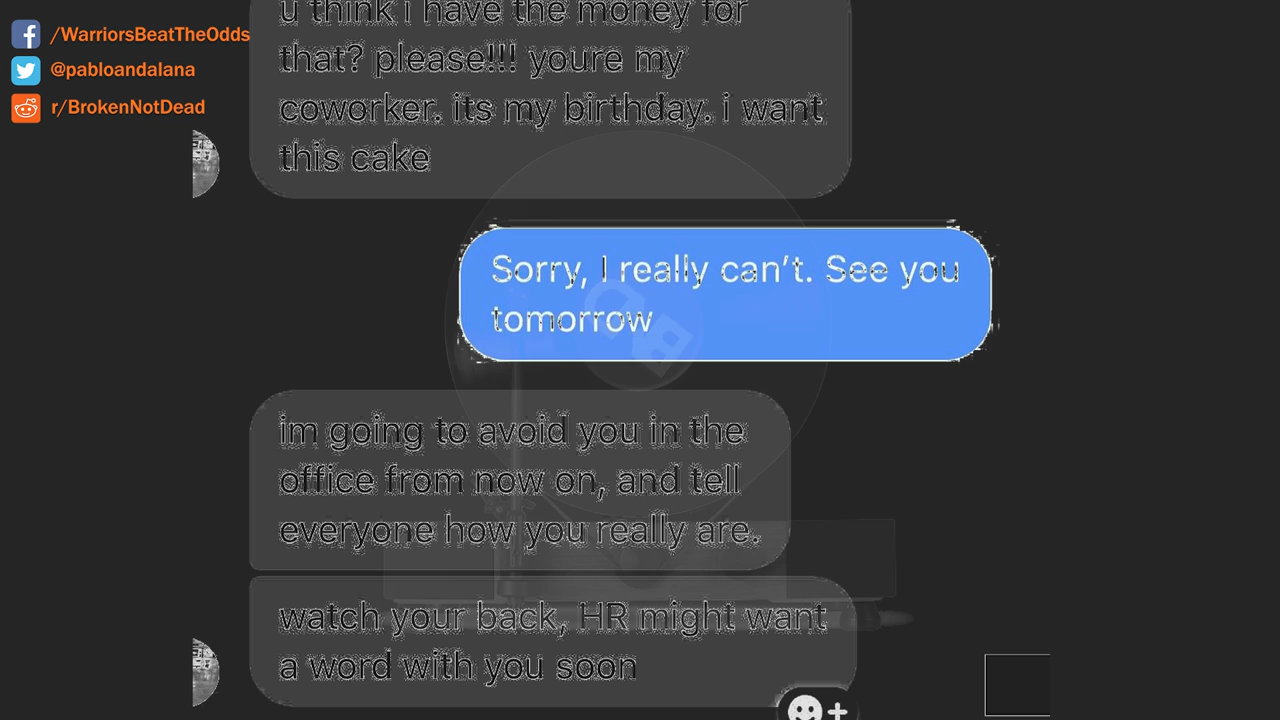 /WarriorsBeatTheOdds
@pabloandalana
r/BrokenNotDead
u think i have the money for
that? please!!! youre my
coworker. its my birthday. i want
this cake
Sorry, I really can't. See you
tomorrow
im going to avoid you in the
office from now on, and tell
everyone how you really are.
watch your back, HR might want
a word with you soon